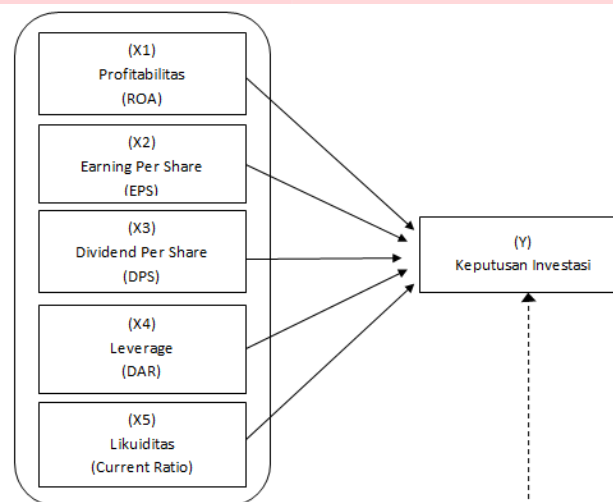 (X1)
Profitabilitas
(ROA)
(X2)
Earning Per Share
(EPS)
(X3)
Dividend Per Share
(DPS)
(X4)
Leverage
(DAR)
(X5)
Likuiditas
(Current Ratio)
(Y)
Keputusan Investasi